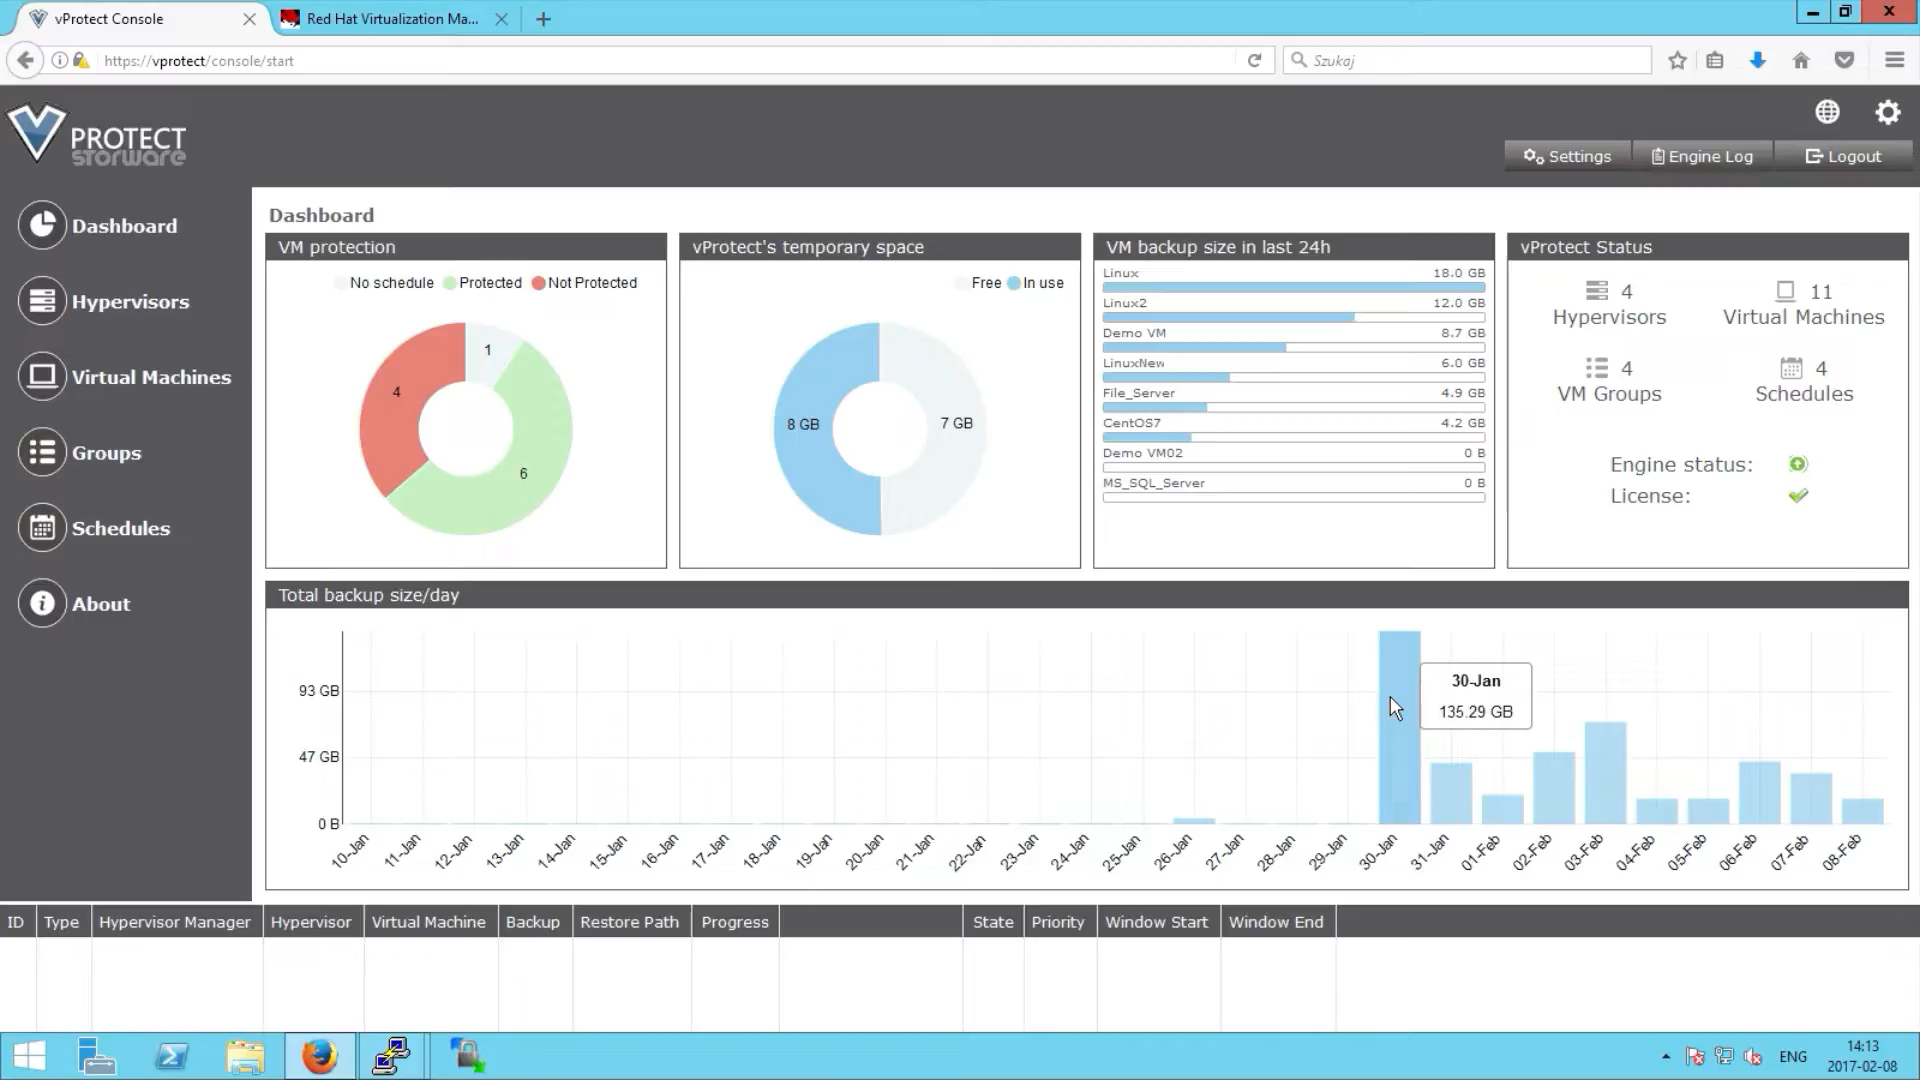 vProtect Console
Red Hat Virtualization Ma...
https://vprotect/console/start
Szukaj
PROTECT
storware
Settings
Engine Log
Logout
Dashboard
Hypervisors
Virtual Machines
Groups
Schedules
About
Dashboard
VM protection
No schedule Protected Not Protected
1
4
6
vProtect's temporary space
Free In use
8 GB
7 GB
VM backup size in last 24h
Linux 18.0 GB
Linux2 12.0 GB
Demo VM 8.7 GB
LinuxNew 6.0 GB
File_Server 4.9 GB
CentOS7 4.2 GB
Demo VM02 0 B
MS_SQL_Server 0 B
vProtect Status
4
Hypervisors
11
Virtual Machines
4
VM Groups
4
Schedules
Engine status:
License:
Total backup size/day
93 GB
47 GB
0 B
30-Jan
135.29 GB
10-Jan 11-Jan 12-Jan 13-Jan 14-Jan 15-Jan 16-Jan 17-Jan 18-Jan 19-Jan 20-Jan 21-Jan 22-Jan 23-Jan 24-Jan 25-Jan 26-Jan 27-Jan 28-Jan 29-Jan 30-Jan 31-Jan 01-Feb 02-Feb 03-Feb 04-Feb 05-Feb 06-Feb 07-Feb 08-Feb
ID Type Hypervisor Manager Hypervisor Virtual Machine Backup Restore Path Progress State Priority Window Start Window End
ENG
14:13
2017-02-08